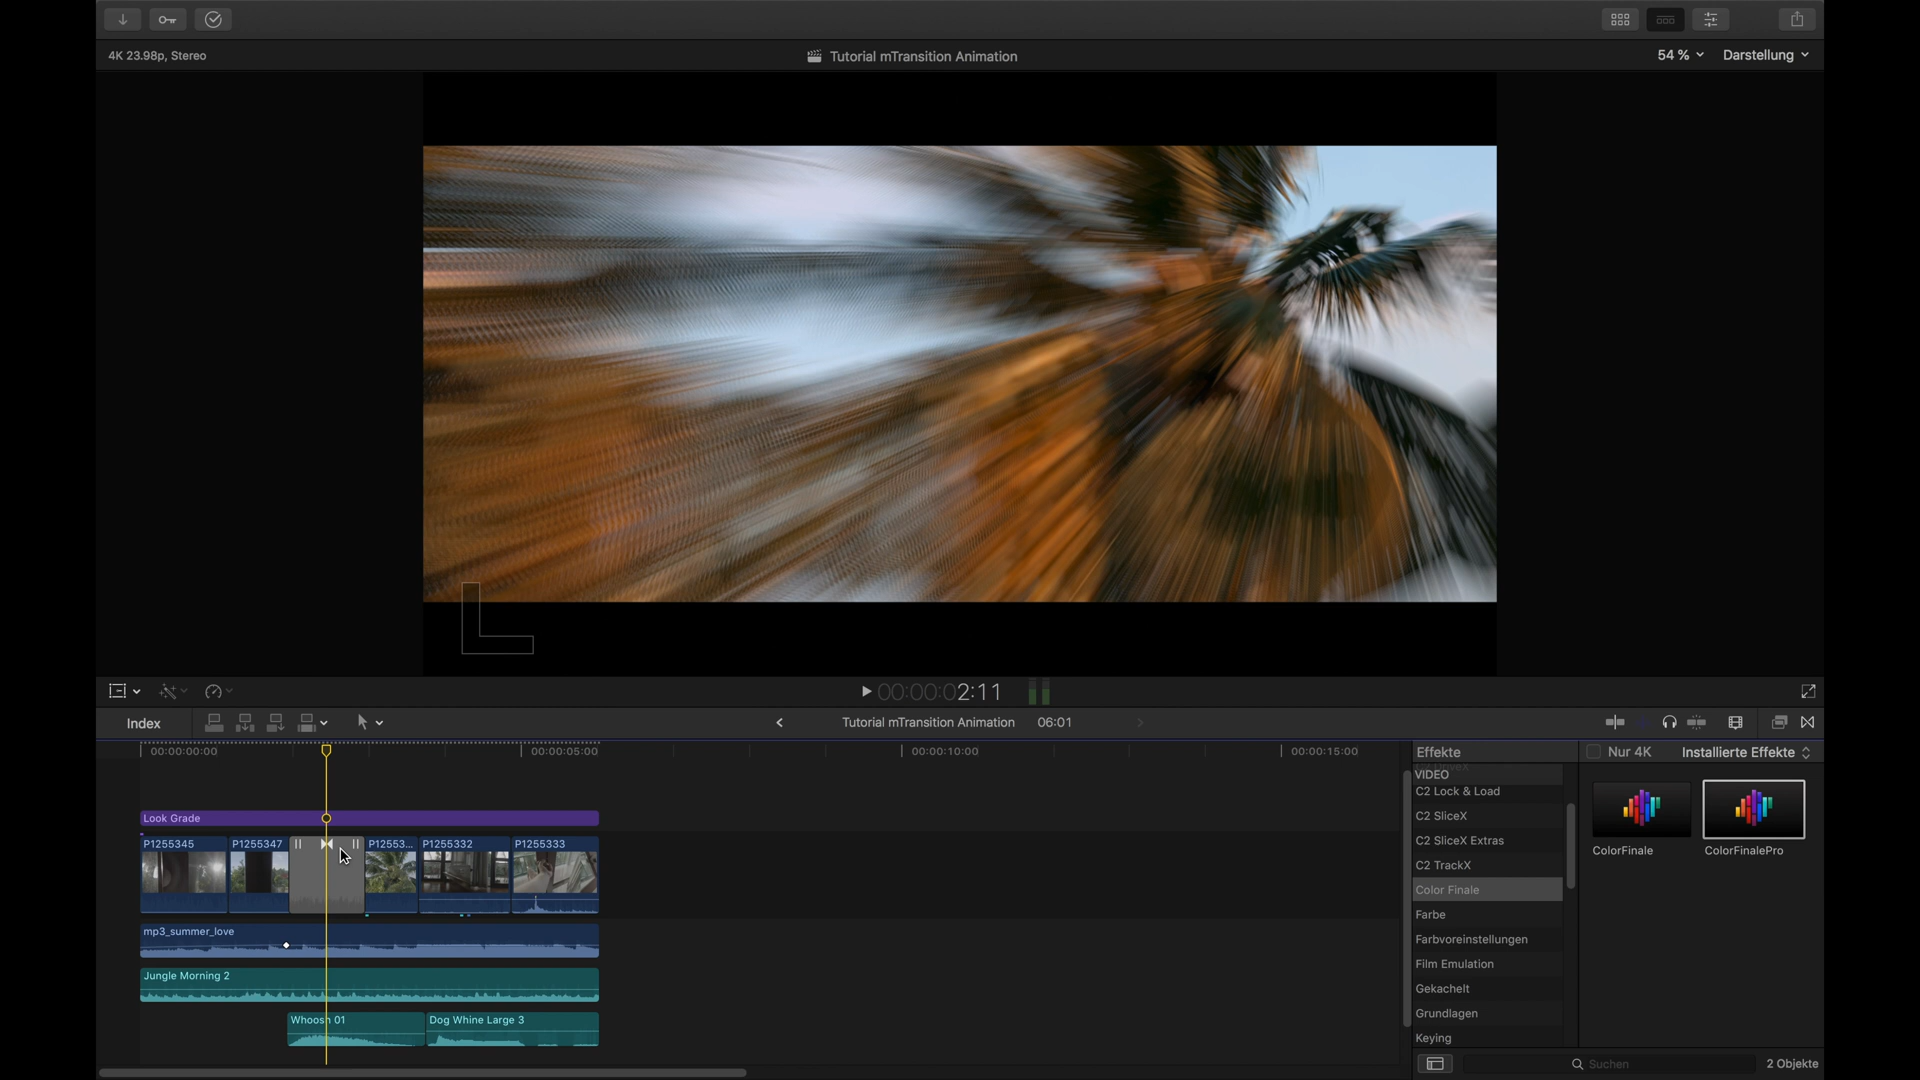 4K 23.98p, Stereo
Tutorial mTransition Animation
54 %
Darstellung
00:00:02:11
Index
Tutorial mTransition Animation
06:01
00:00:00:00
00:00:05:00
00:00:10:00
00:00:15:00
Effekte
Nur 4K
Installierte Effekte
VIDEO
C2 Lock & Load
C2 SliceX
C2 SliceX Extras
C2 TrackX
Color Finale
Farbe
Farbvoreinstellungen
Film Emulation
Gekachelt
Grundlagen
Keying
ColorFinale
ColorFinalePro
Look Grade
P1255345
P1255347
P12553...
P1255332
P1255333
mp3_summer_love
Jungle Morning 2
Whoosh 01
Dog Whine Large 3
Suchen
2 Objekte